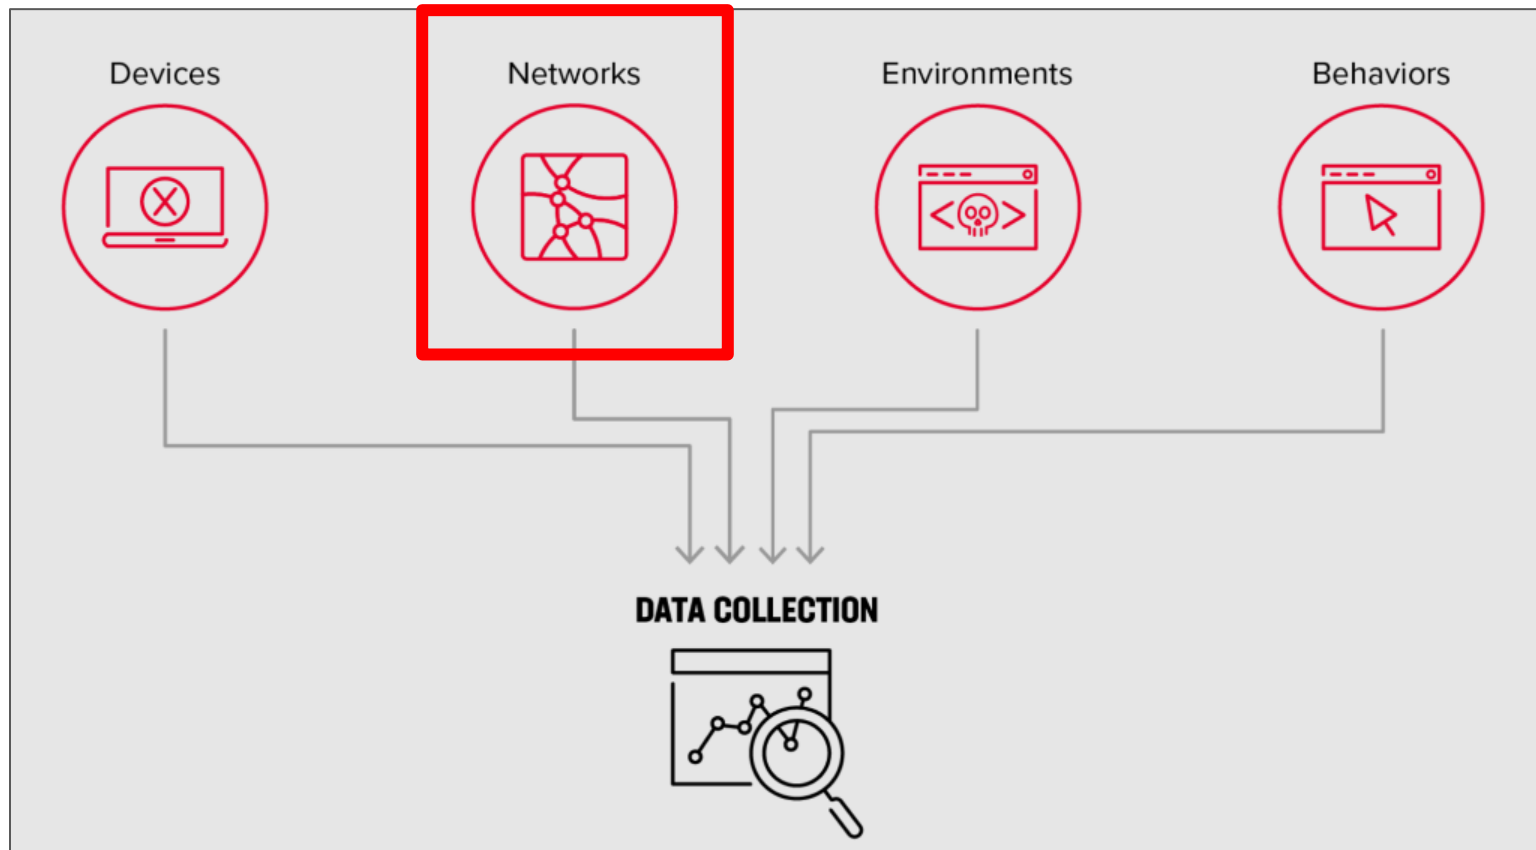 Devices
Networks
Environments
Behaviors
DATA COLLECTION